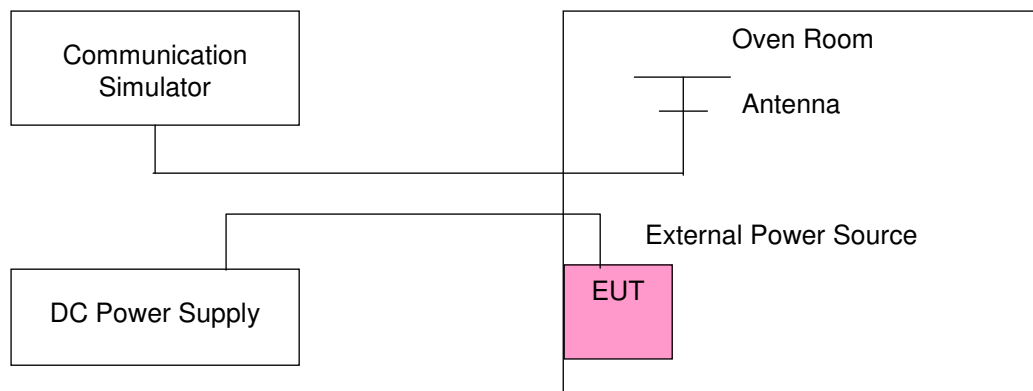 Communication
Simulator
Oven Room
Antenna
External Power Source
EUT
DC Power Supply